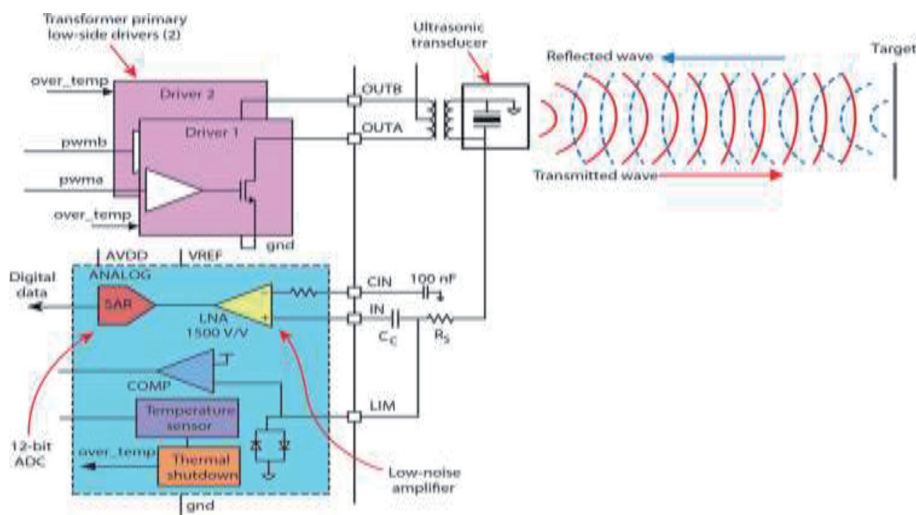 Transformer primary
low-side drivers (2)
Ultrasonic
transducer
Reflected wave
Target
over_temp
Driver 2
OUTB
Driver 1
OUTA
pwmb
pwma
Transmitted wave
over_temp
gnd
AVDD
VREF
Digital
data
ANALOG
SAR
CIN
100 nF
LNA
1500 V/V
IN
CC
RS
COMP
LIM
Temperature
sensor
12-bit
ADC
over_temp
Thermal
shutdown
Low-noise
amplifier
gnd